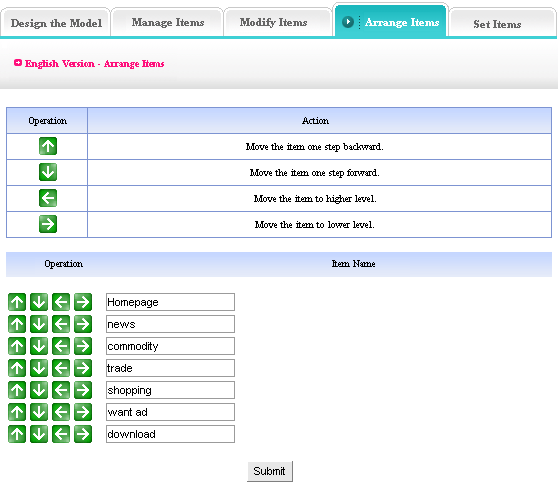 Design the Model Manage Items Modify Items Arrange Items Set Items
English Version - Arrange Items
Operation Action
Move the item one step backward.
Move the item one step forward.
Move the item to higher level.
Move the item to lower level.
Operation Item Name
Homepage
news
commodity
trade
shopping
want ad
download
Submit